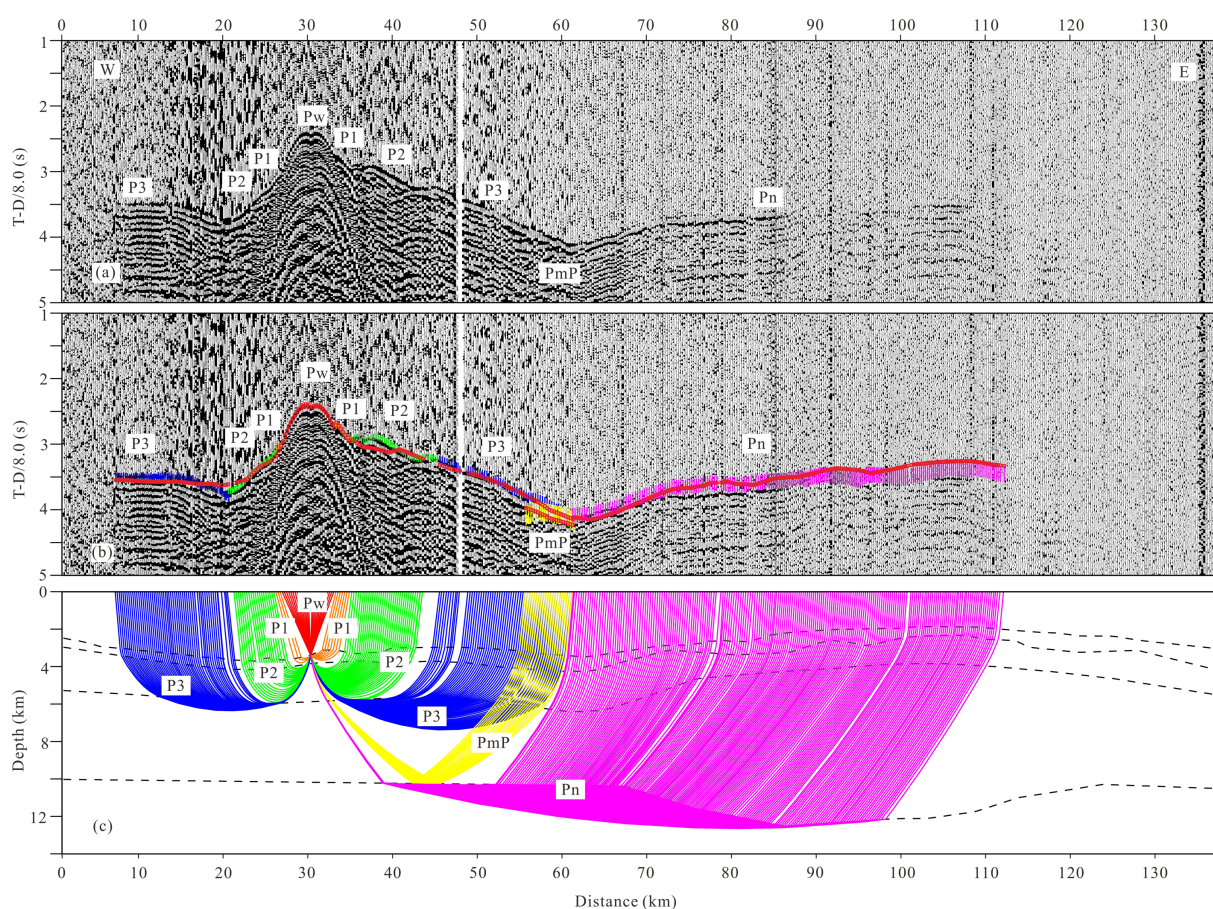 0 10 20 30 40 50 60 70 80 90 100 110 120 130
1
W
E
2
Pw
P1
P1
P2
T-D/8.0 (s)
3
P3
P2
P3
Pn
4
(a)
PmP
5
1
2
Pw
P1
P1
P2
T-D/8.0 (s)
3
P3
P2
P3
Pn
4
PmP
(b)
5
0
Pw
P1
P1
4
P2
P2
P3
P3
Depth (km)
8
PmP
Pn
12
(c)
0 10 20 30 40 50 60 70 80 90 100 110 120 130
Distance (km)